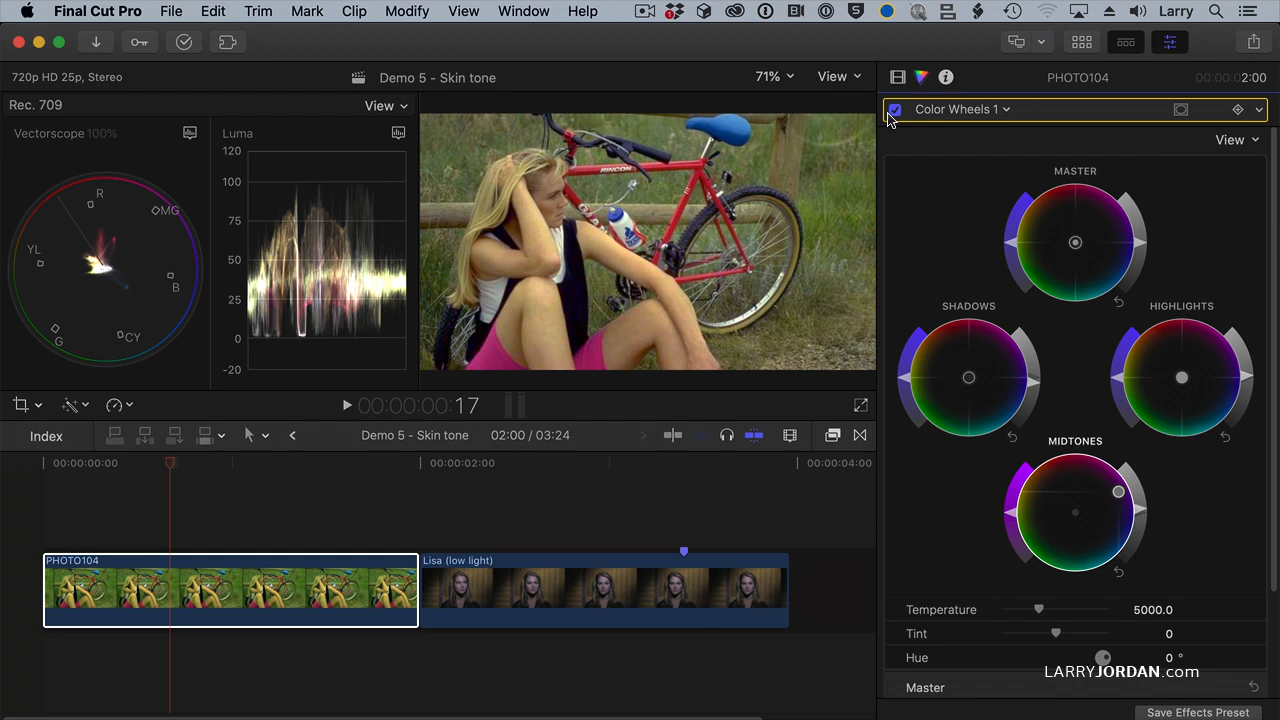 Final Cut Pro File Edit Trim Mark Clip Modify View Window Help Larry
720p HD 25p, Stereo Demo 5 - Skin tone 71% View PHOTO104 00:00:02:00
Rec. 709 View Color Wheels 1
Vectorscope 100% Luma View
120
100
75
50
25
0
-20
R
MG
YL
B
G
CY
RINCON
MASTER
SHADOWS HIGHLIGHTS
MIDTONES
00:00:00:17
Index Demo 5 - Skin tone 02:00 / 03:24
00:00:00:00 00:00:02:00 00:00:04:00
PHOTO104 Lisa (low light)
Temperature 5000.0
Tint 0
Hue 0 °
LARRYJORDAN.com
Master
Save Effects Preset